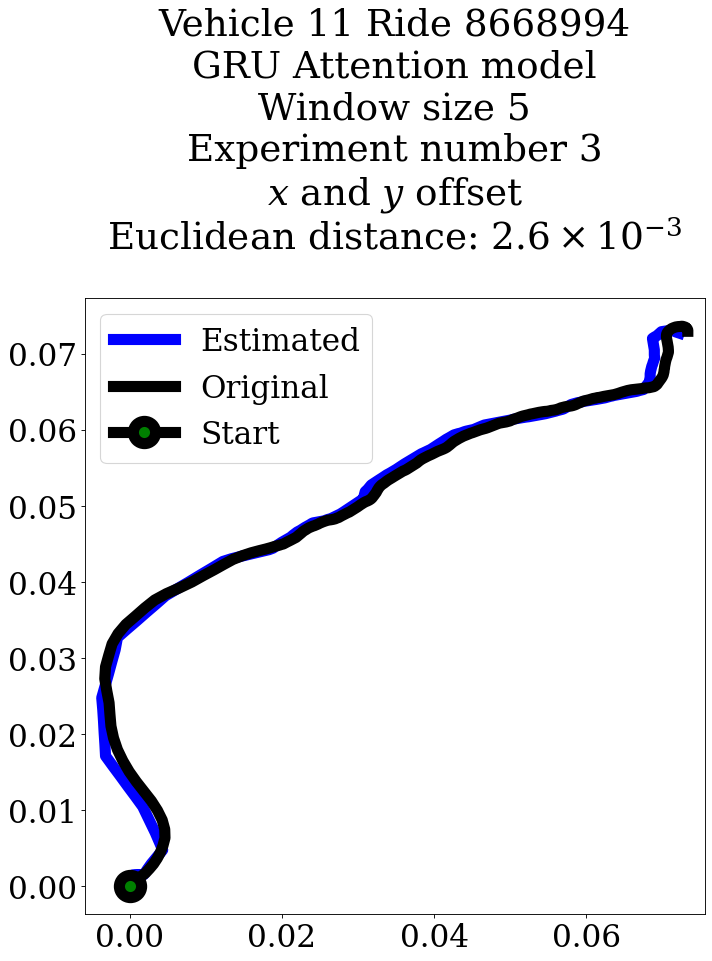 Vehicle 11 Ride 8668994
GRU Attention model
Window size 5
Experiment number 3
x and y offset
Euclidean distance: 2.6 × 10⁻³
Estimated
Original
Start
0.07
0.06
0.05
0.04
0.03
0.02
0.01
0.00
0.00 0.02 0.04 0.06